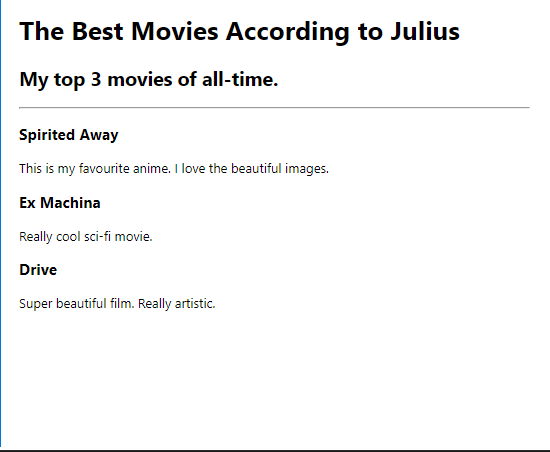 The Best Movies According to Julius
My top 3 movies of all-time.
Spirited Away
This is my favourite anime. I love the beautiful images.
Ex Machina
Really cool sci-fi movie.
Drive
Super beautiful film. Really artistic.